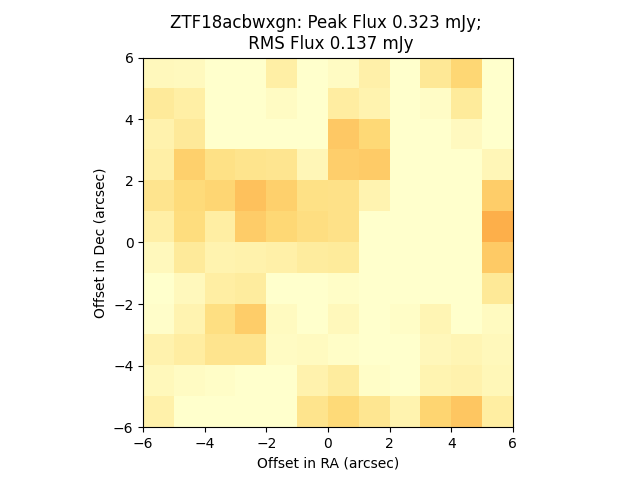 ZTF18acbwxgn: Peak Flux 0.323 mJy;
RMS Flux 0.137 mJy
6
4
2
0
−2
−4
−6
Offset in Dec (arcsec)
−6 −4 −2 0 2 4 6
Offset in RA (arcsec)